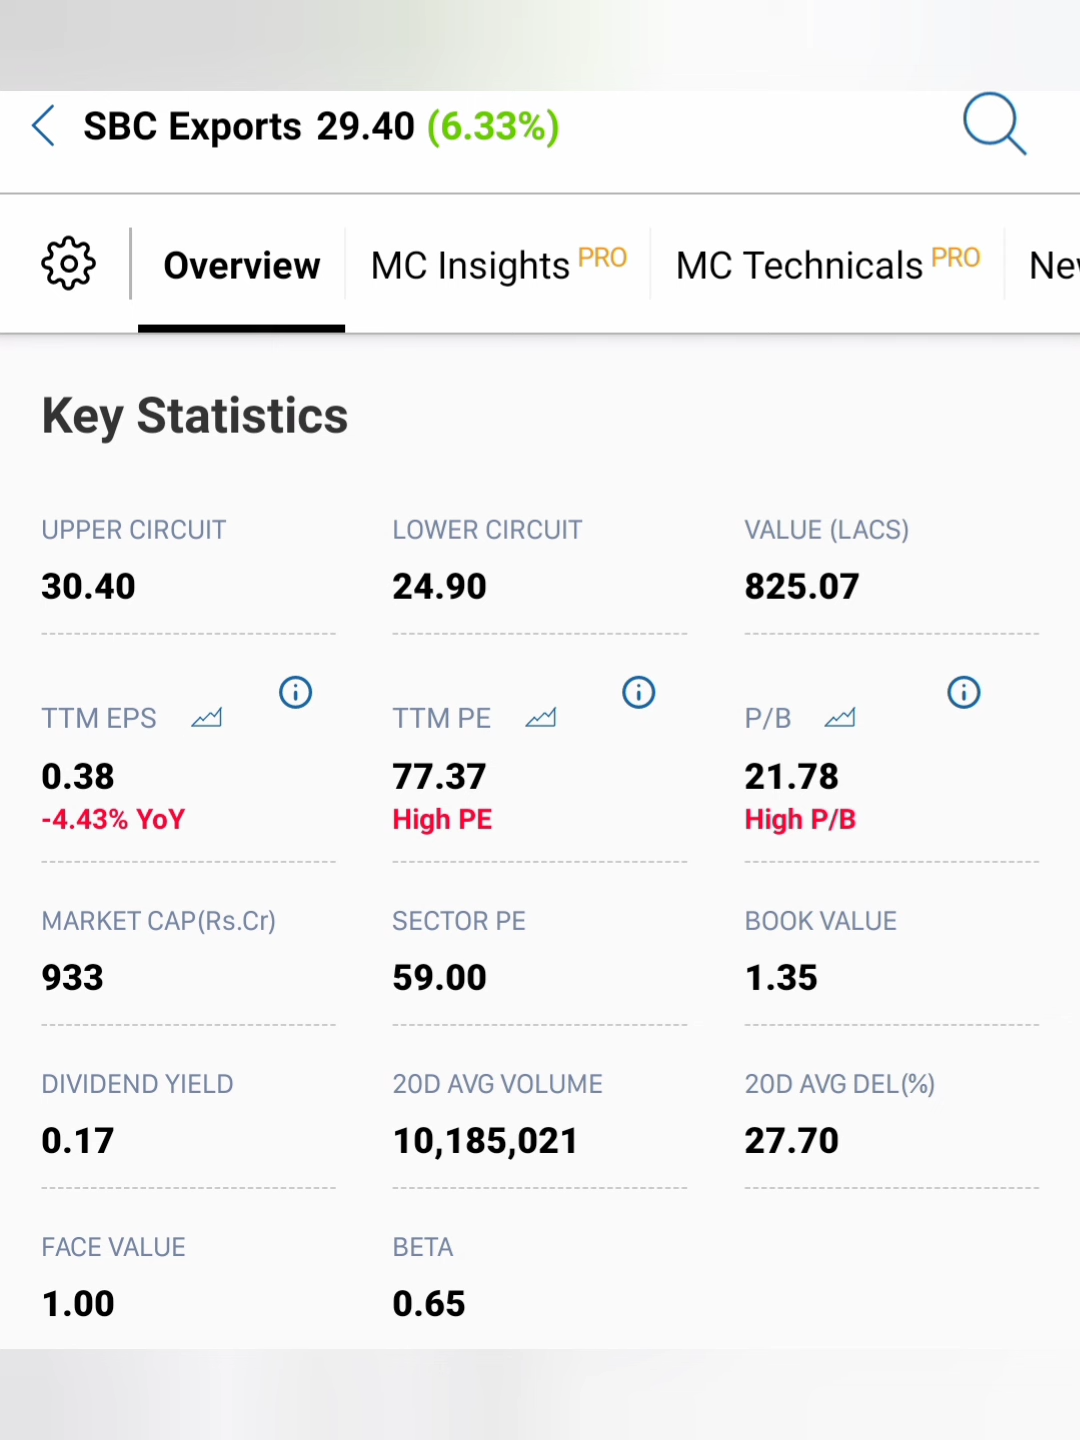 SBC Exports 29.40 (6.33%)
Overview MC Insights PRO MC Technicals PRO
Key Statistics
UPPER CIRCUIT LOWER CIRCUIT VALUE (LACS)
30.40 24.90 825.07
TTM EPS TTM PE P/B
0.38 77.37 21.78
-4.43% YoY High PE High P/B
MARKET CAP(Rs.Cr) SECTOR PE BOOK VALUE
933 59.00 1.35
DIVIDEND YIELD 20D AVG VOLUME 20D AVG DEL(%)
0.17 10,185,021 27.70
FACE VALUE BETA
1.00 0.65